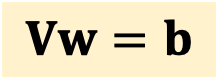 Vw = b